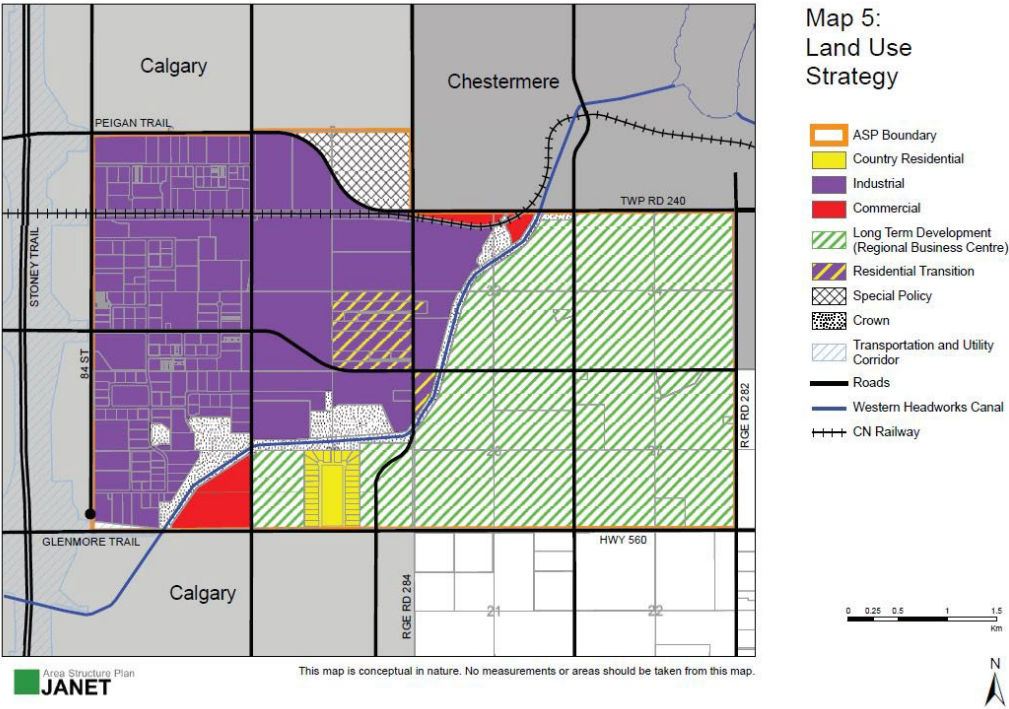 Map 5:
Land Use
Strategy
Calgary
Chestermere
PEIGAN TRAIL
TWP RD 240
STONEY TRAIL
84 ST
RGE RD 282
GLENMORE TRAIL
HWY 560
Calgary
RGE RD 284
21
22
ASP Boundary
Country Residential
Industrial
Commercial
Long Term Development
(Regional Business Centre)
Residential Transition
Special Policy
Crown
Transportation and Utility
Corridor
Roads
Western Headworks Canal
CN Railway
0 0.25 0.5 1 1.5
Km
N
Area Structure Plan
JANET
This map is conceptual in nature. No measurements or areas should be taken from this map.